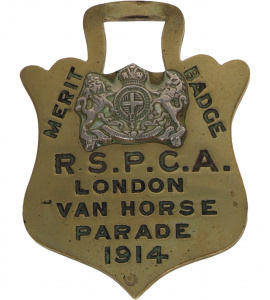 MERIT BADGE
R.S.P.C.A.
LONDON
VAN HORSE
PARADE
1914